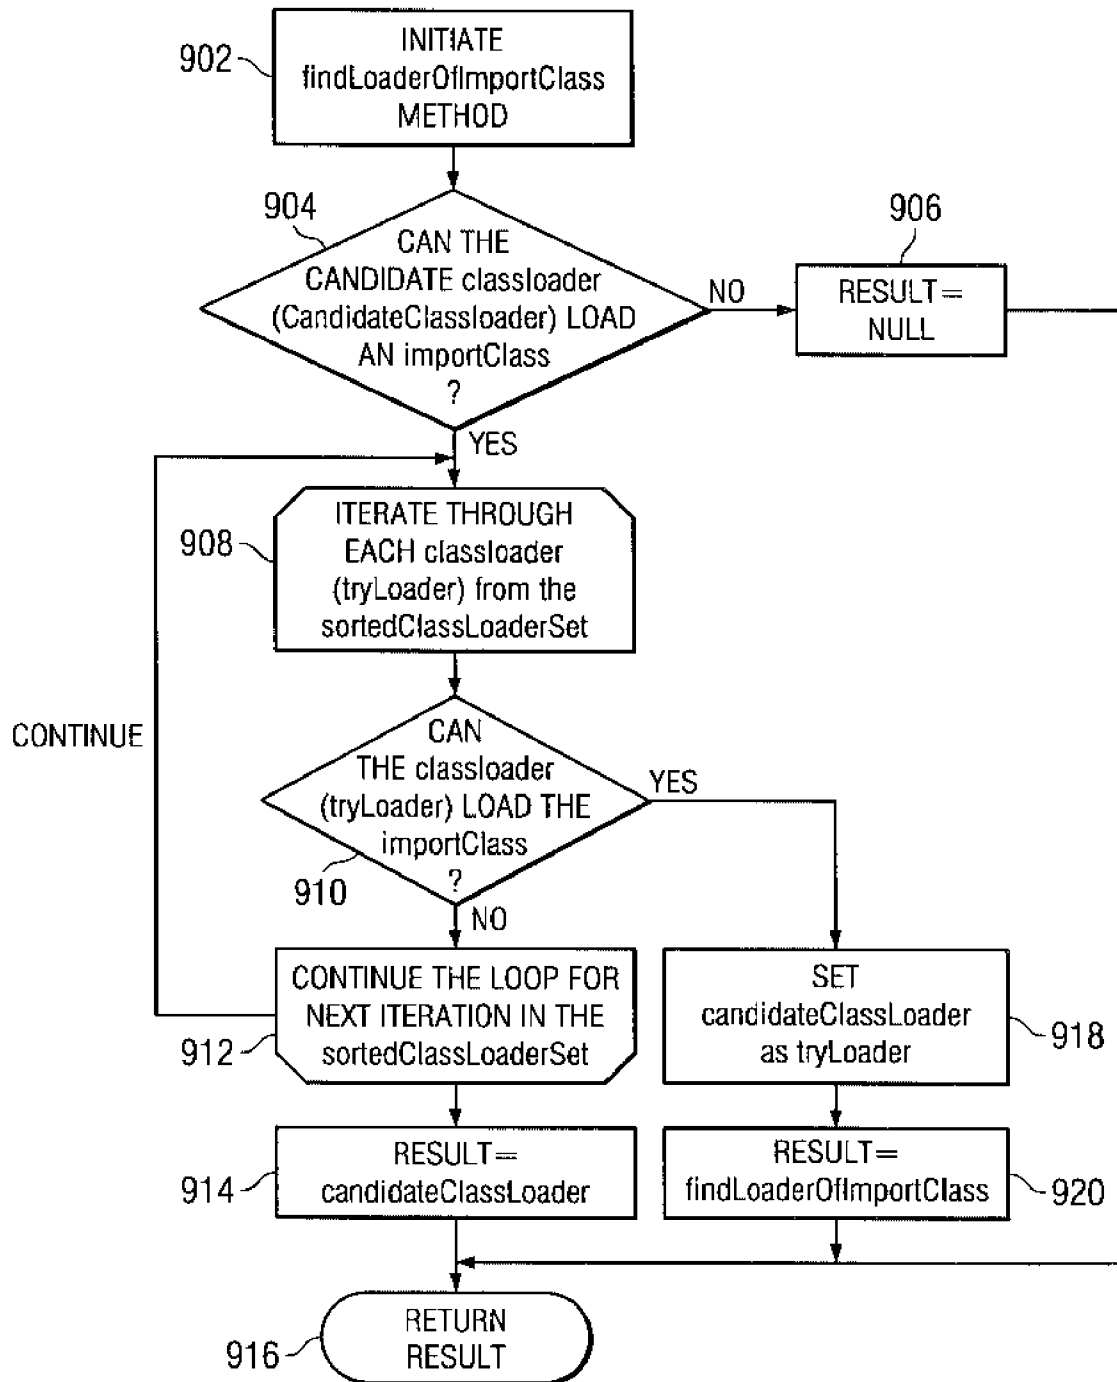 902
INITIATE
findLoaderOfImportClass
METHOD
904
CAN THE
CANDIDATE classloader
(CandidateClassloader) LOAD
AN importClass
?
NO
906
RESULT=
NULL
YES
908
ITERATE THROUGH
EACH classloader
(tryLoader) from the
sortedClassLoaderSet
CONTINUE
CAN
THE classloader
(tryLoader) LOAD THE
importClass
?
910
YES
NO
CONTINUE THE LOOP FOR
NEXT ITERATION IN THE
sortedClassLoaderSet
912
SET
candidateClassLoader
as tryLoader
918
914
RESULT=
candidateClassLoader
RESULT=
findLoaderOfImportClass
920
916
RETURN
RESULT